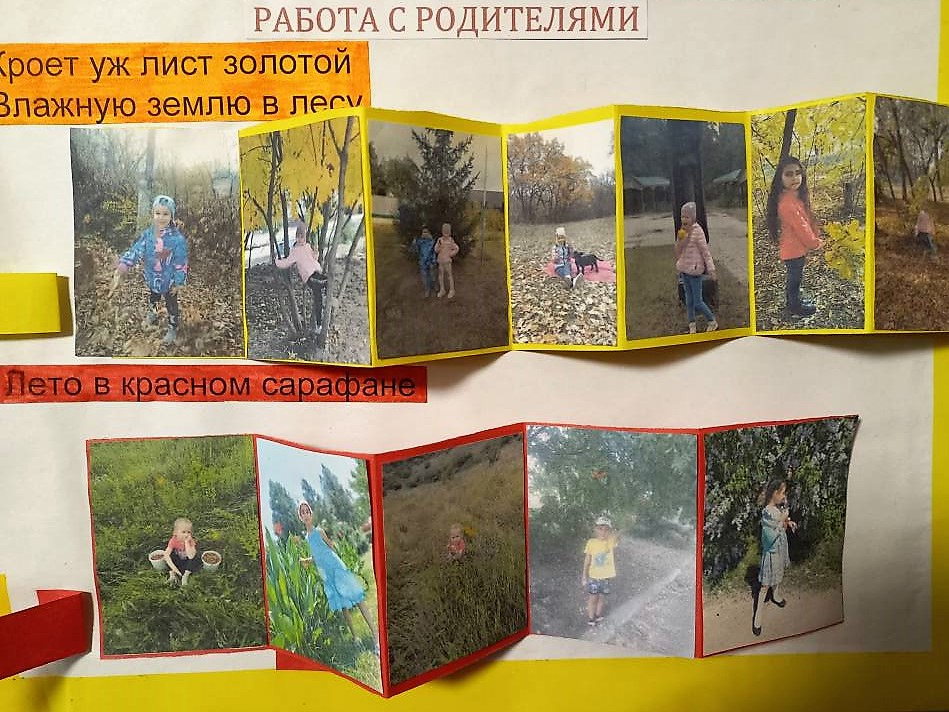 РАБОТА С РОДИТЕЛЯМИ
Кроет уж лист золотой
Влажную землю в лесу
Лето в красном сарафане